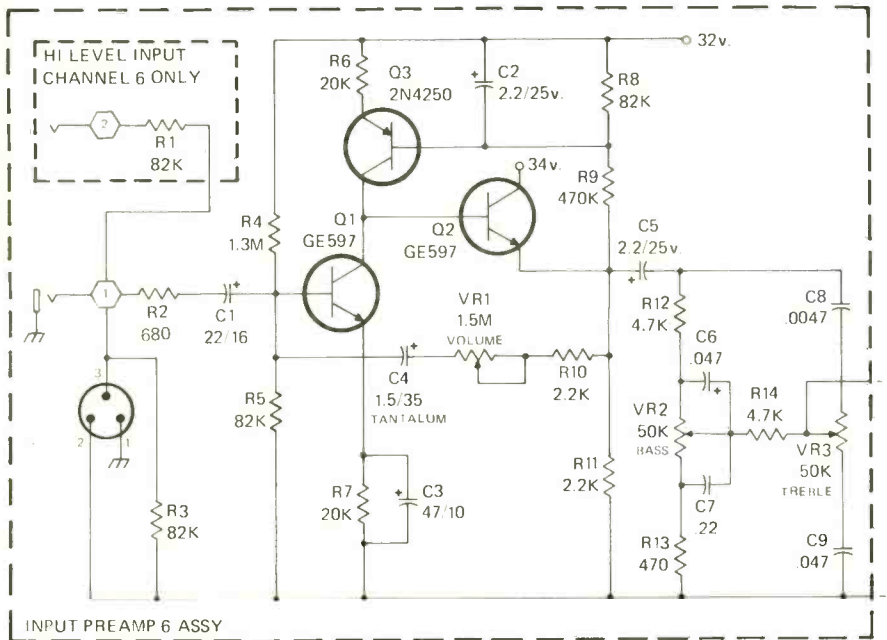 HI LEVEL INPUT
CHANNEL 6 ONLY
2
R1
82K
R6
20K
Q3
2N4250
C2
2.2/25v.
32v.
R8
82K
34v.
R9
470K
R4
1.3M
Q1
GE597
Q2
GE597
C5
2.2/25v.
1
R2
680
C1
22/16
VR1
1.5M
VOLUME
R12
4.7K
C6
.047
C8
.0047
3
2
1
R5
82K
C4
1.5/35
TANTALUM
R10
2.2K
VR2
50K
BASS
R14
4.7K
VR3
50K
TREBLE
R3
82K
R7
20K
C3
47/10
R11
2.2K
C7
.22
R13
470
C9
.047
INPUT PREAMP 6 ASSY